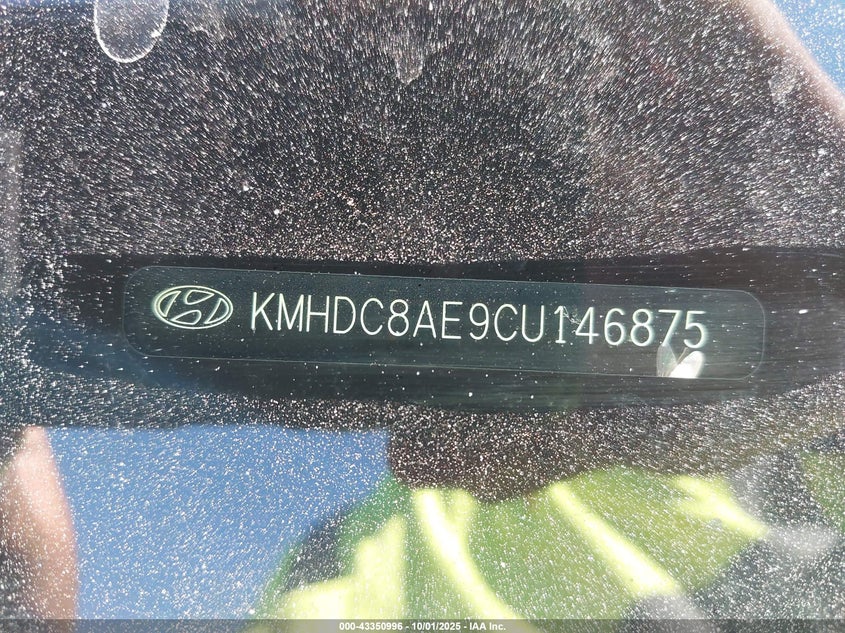 KMHDC8AE9CU146875
000-43350996 - 10/01/2025 - IAA Inc.